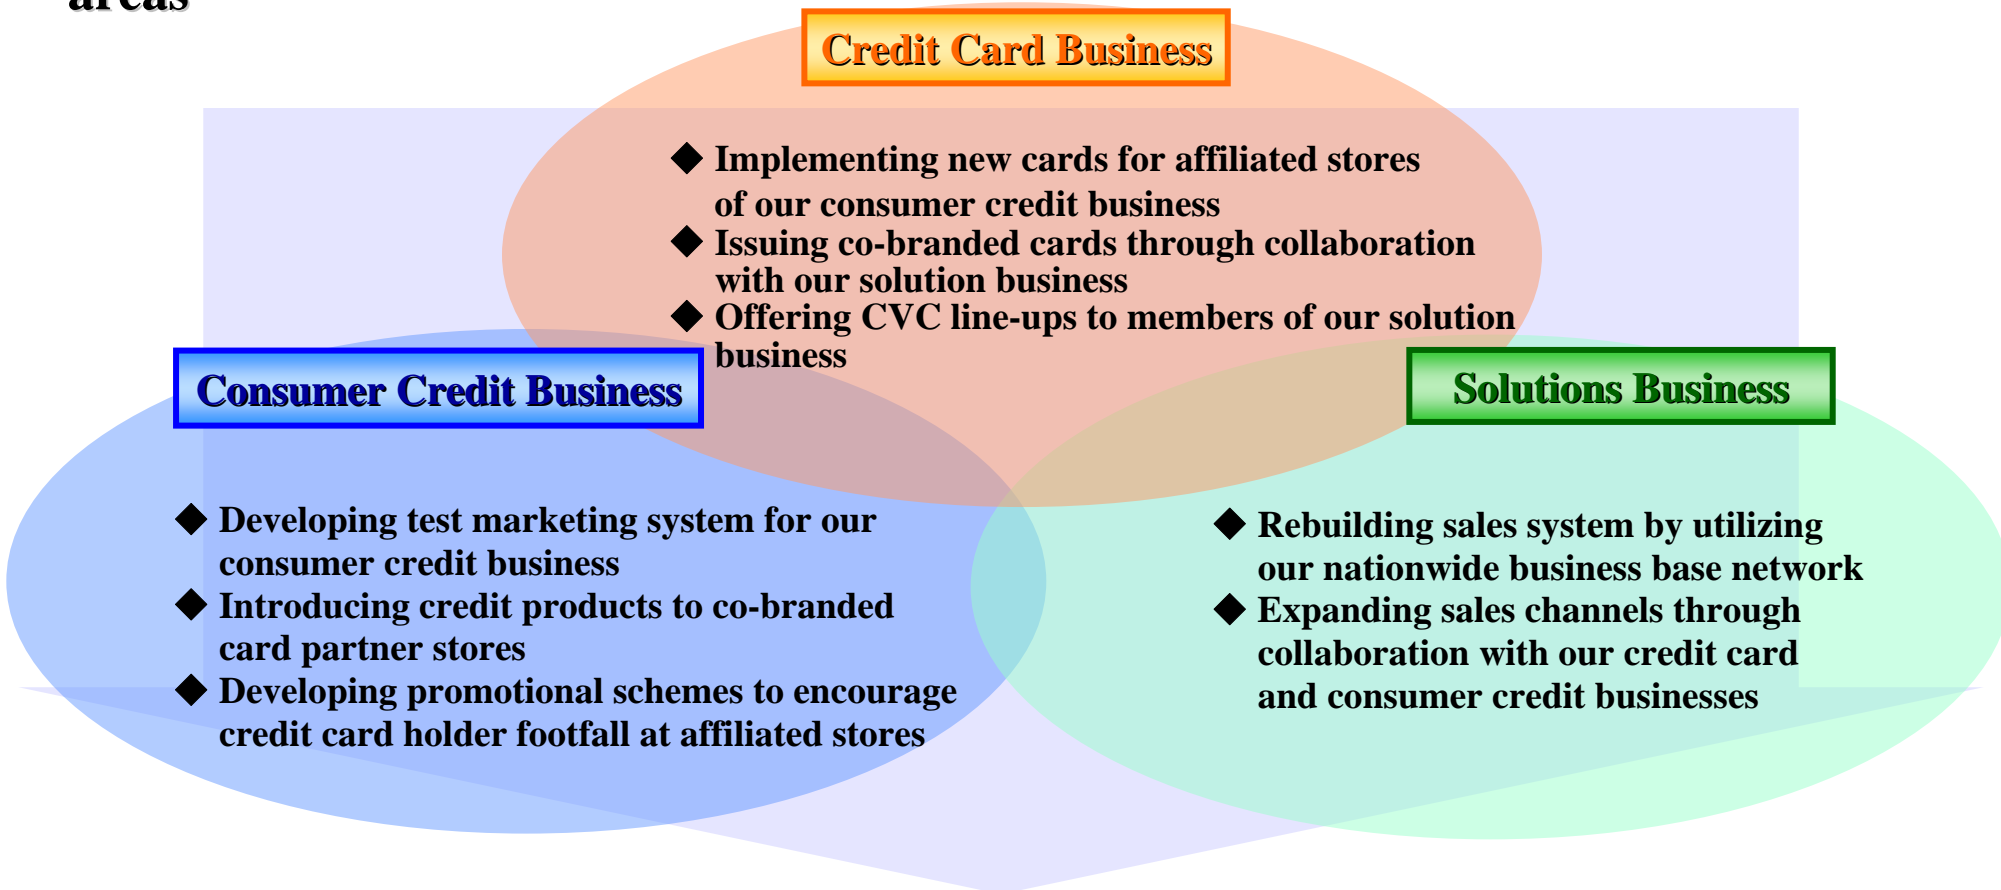 areas
Credit Card Business
◆ Implementing new cards for affiliated stores
of our consumer credit business
◆ Issuing co-branded cards through collaboration
with our solution business
◆ Offering CVC line-ups to members of our solution
business
Consumer Credit Business
Solutions Business
◆ Developing test marketing system for our
consumer credit business
◆ Introducing credit products to co-branded
card partner stores
◆ Developing promotional schemes to encourage
credit card holder footfall at affiliated stores
◆ Rebuilding sales system by utilizing
our nationwide business base network
◆ Expanding sales channels through
collaboration with our credit card
and consumer credit businesses